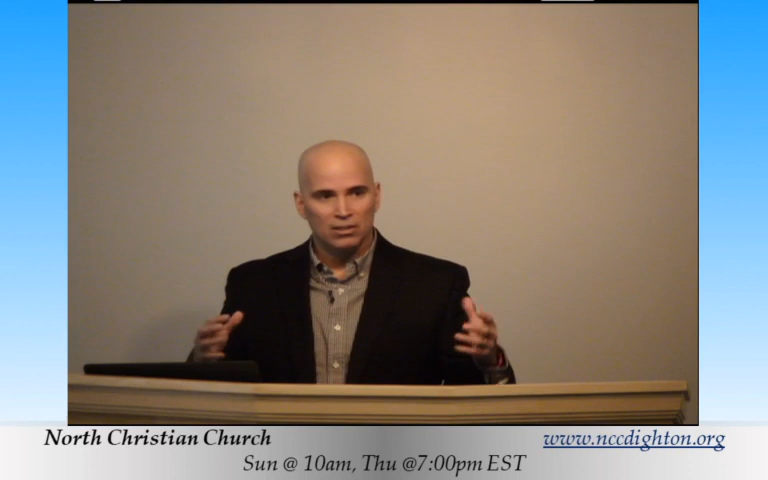 North Christian Church www.nccdighton.org
Sun @ 10am, Thu @7:00pm EST